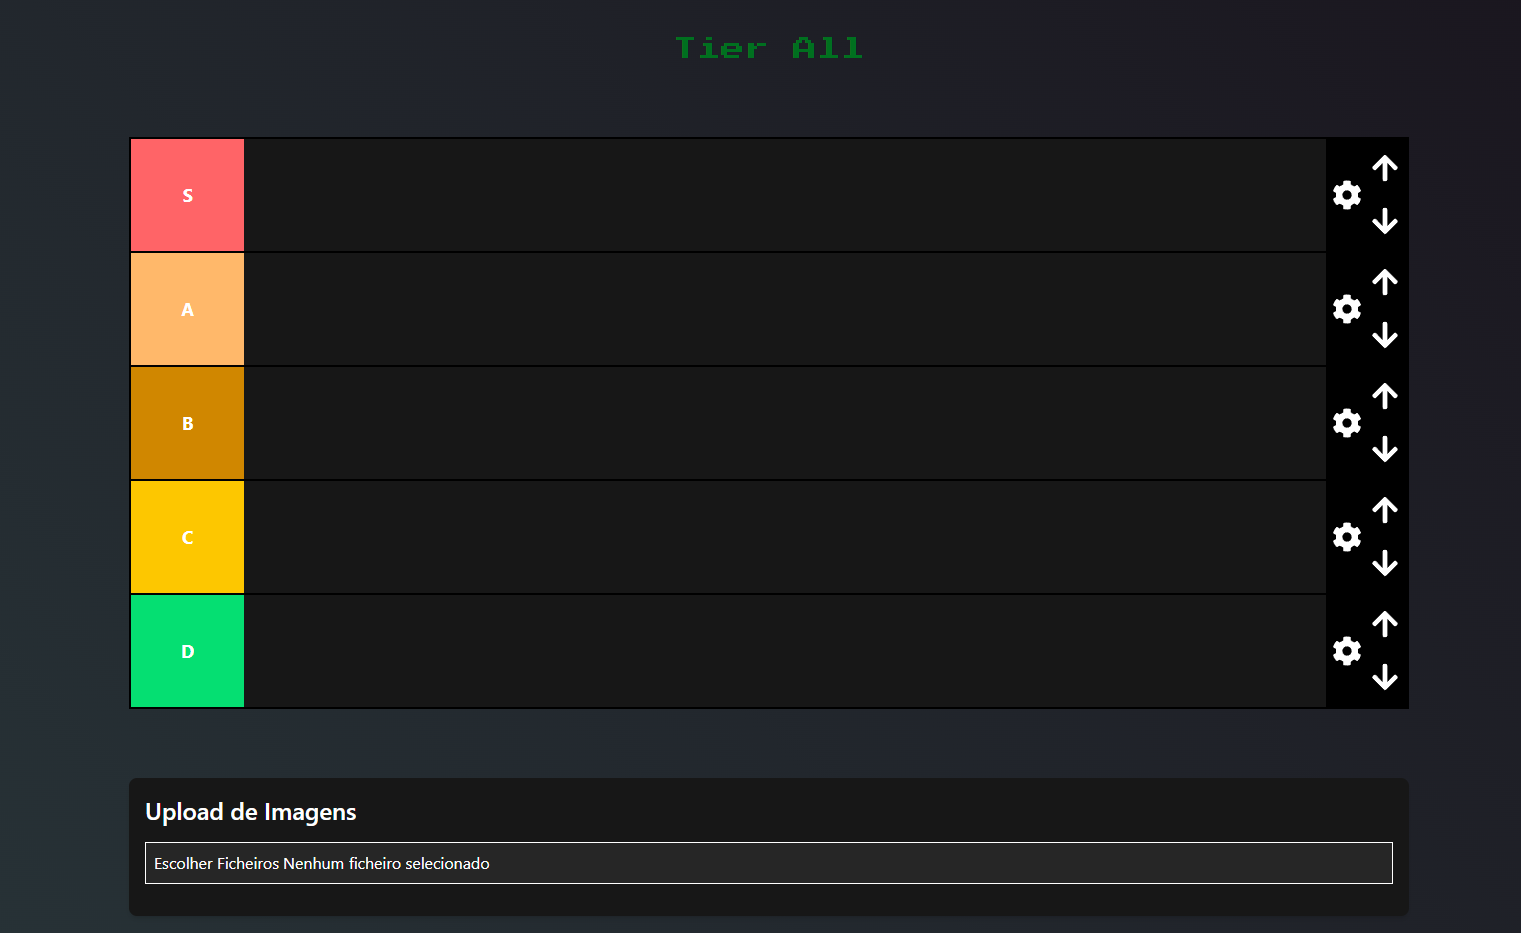 Tier All
S
A
B
C
D
Upload de Imagens
Escolher Ficheiros Nenhum ficheiro selecionado